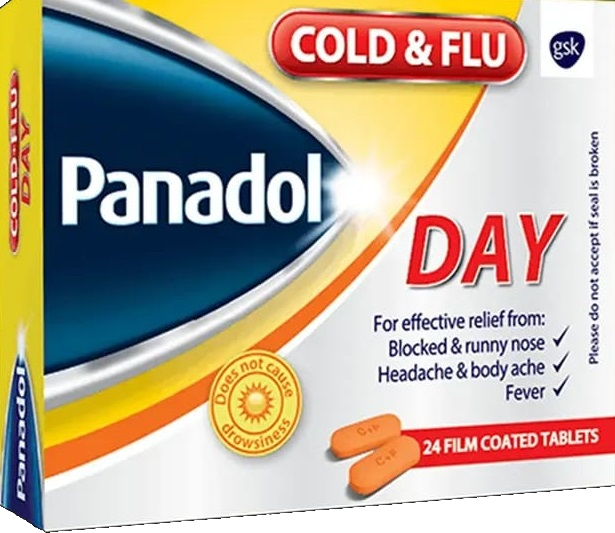 COLD & FLU
gsk
COLD+FLU
DAY
Panadol
DAY
Please do not accept if seal is broken
For effective relief from:
Blocked & runny nose ✓
Headache & body ache ✓
Fever ✓
Does not cause
drowsiness
24 FILM COATED TABLETS
Panadol